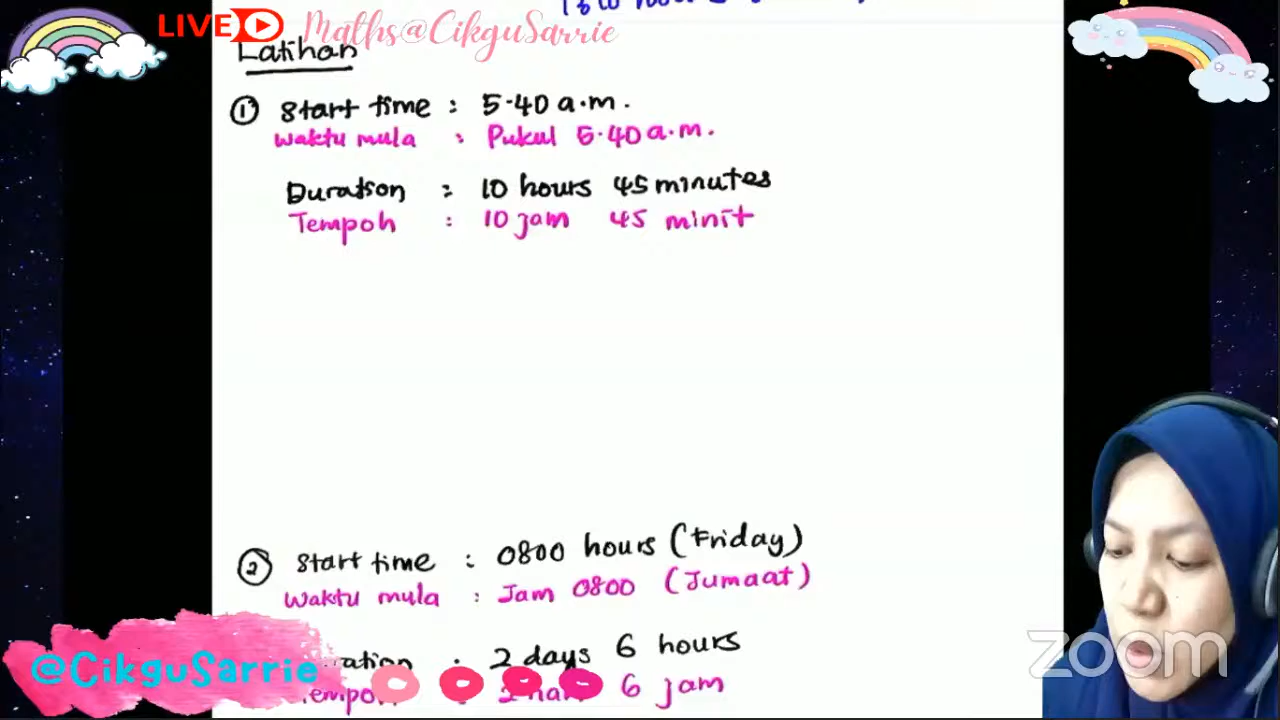 LIVE Maths@CikguSarrie
Latihan
① Start time : 5.40 a.m.
Waktu mula : Pukul 5.40 a.m.
Duration : 10 hours 45 minutes
Tempoh : 10 jam 45 minit
② Start time : 0800 hours (Friday)
Waktu mula : Jam 0800 (Jumaat)
: 2 days 6 hours
6 jam
@CikguSarrie
zoom